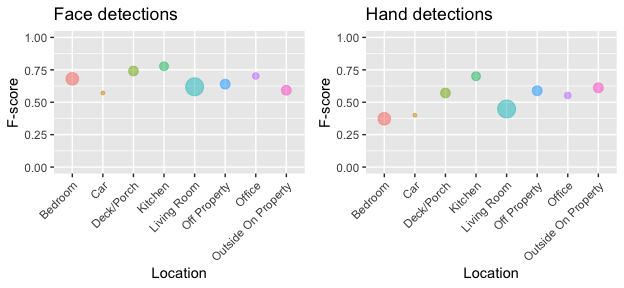 Face detections
F-score
1.00
0.75
0.50
0.25
0.00
Bedroom
Car
Deck/Porch
Kitchen
Living Room
Off Property
Office
Outside On Property
Location
Hand detections
F-score
1.00
0.75
0.50
0.25
0.00
Bedroom
Car
Deck/Porch
Kitchen
Living Room
Off Property
Office
Outside On Property
Location